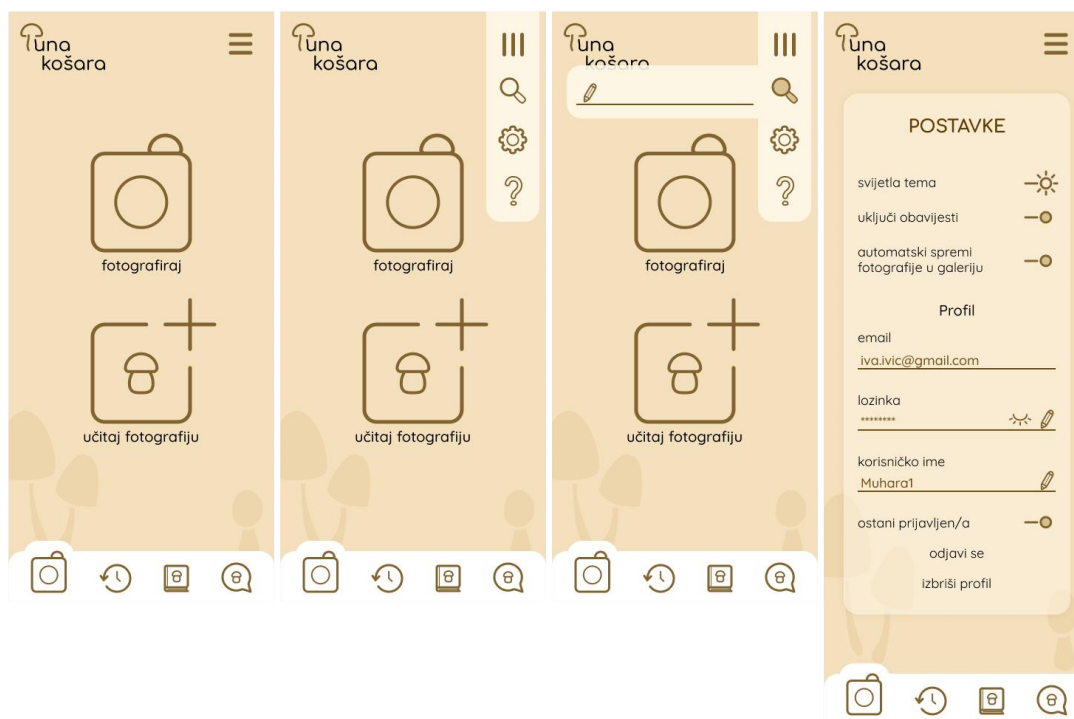 Puna
košara
fotografiraj
učitaj fotografiju
Puna
košara
fotografiraj
učitaj fotografiju
Puna
košara
fotografiraj
učitaj fotografiju
Puna
košara
POSTAVKE
svijetla tema
uključi obavijesti
automatski spremi
fotografije u galeriju
Profil
email
iva.ivic@gmail.com
lozinka
********
korisničko ime
Muhara1
ostani prijavljen/a
odjavi se
izbriši profil